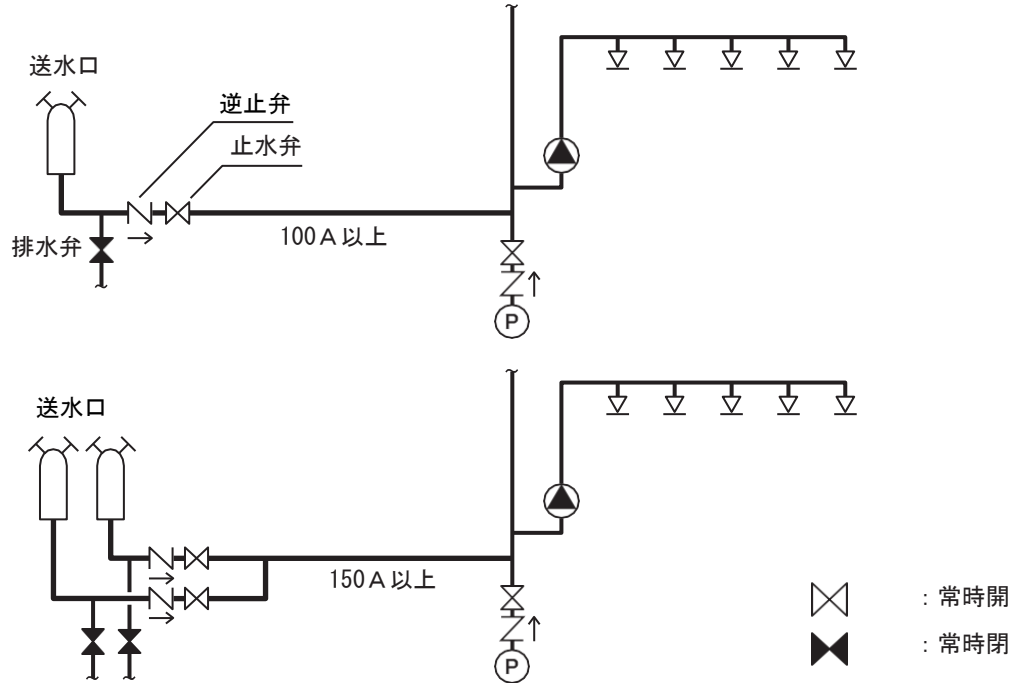 送水口
逆止弁
止水弁
排水弁
100A以上
P
送水口
150A以上
P
：常時開
：常時閉